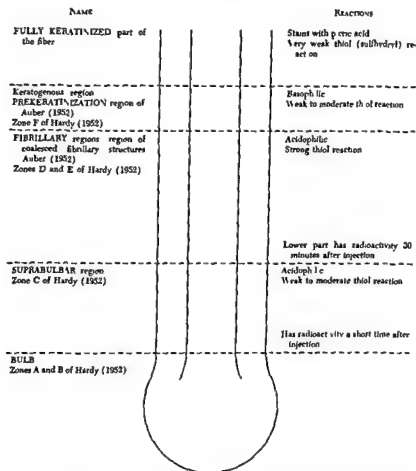 NAME
REACTIONS
FULLY KERATINIZED part of
the fiber
Stains with picric acid
Very weak thiol (sulfhydryl) re-
action
Keratogenous region
PREKERATINIZATION region of
Auber (1952)
Zone F of Hardy (1952)
Basophilic
Weak to moderate thiol reaction
FIBRILLARY regions region of
coalesced fibrillary structures
Auber (1952)
Zones D and E of Hardy (1952)
Acidophilic
Strong thiol reaction
Lower part has radioactivity 30
minutes after injection
SUPRABULBAR region
Zone C of Hardy (1952)
Acidophilic
Weak to moderate thiol reaction
Has radioactivity a short time after
injection
BULB
Zones A and B of Hardy (1952)